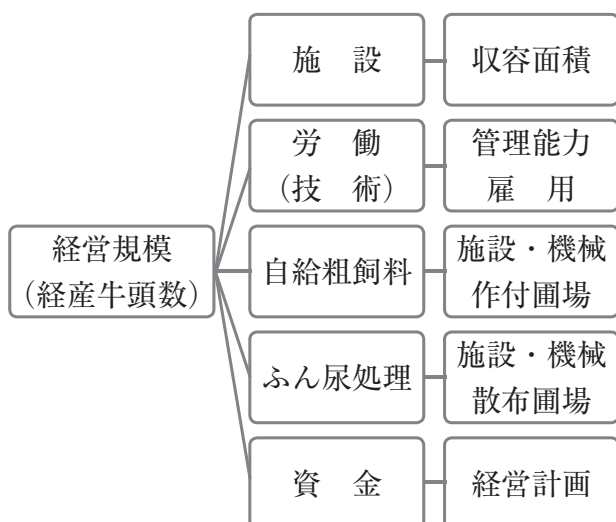 施　設
収容面積
労　働
（技　術）
管理能力
雇　用
経営規模
（経産牛頭数）
自給粗飼料
施設・機械
作付圃場
ふん尿処理
施設・機械
散布圃場
資　金
経営計画